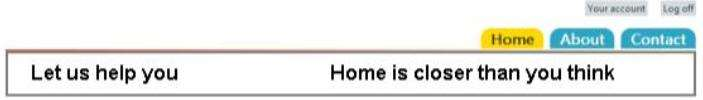 Your account Log off
Home About Contact
Let us help you Home is closer than you think